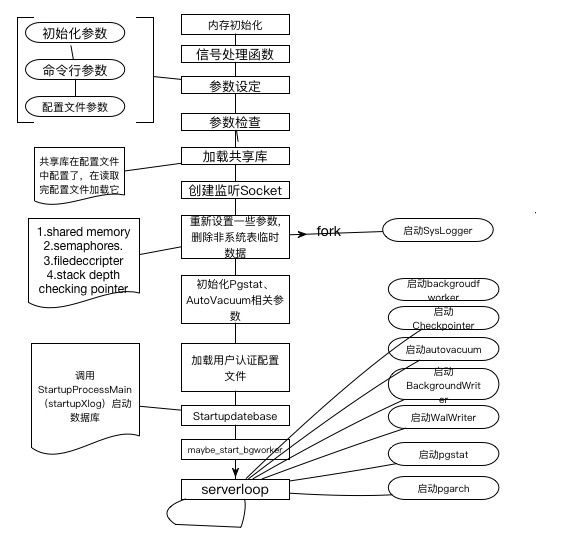 内存初始化
初始化参数
信号处理函数
命令行参数
参数设定
配置文件参数
参数检查
共享库在配置文件
中配置了，在读取
完配置文件加载它
加载共享库
创建监听Socket
1.shared memory
2.semaphores.
3.filedeccripter
4.stack depth
checking pointer
重新设置一些参数,
删除非系统表临时
数据
fork
启动SysLogger
初始化Pgstat、
AutoVacuum相关参
数
启动backgroudf
worker
启动
Checkpointer
启动autovacuum
启动
BackgroundWrit
er
启动WalWriter
启动pgstat
启动pgarch
加载用户认证配置
文件
调用
StartupProcessMain
（startupXlog）启动
数据库
Startupdatebase
maybe_start_bgworker
serverloop